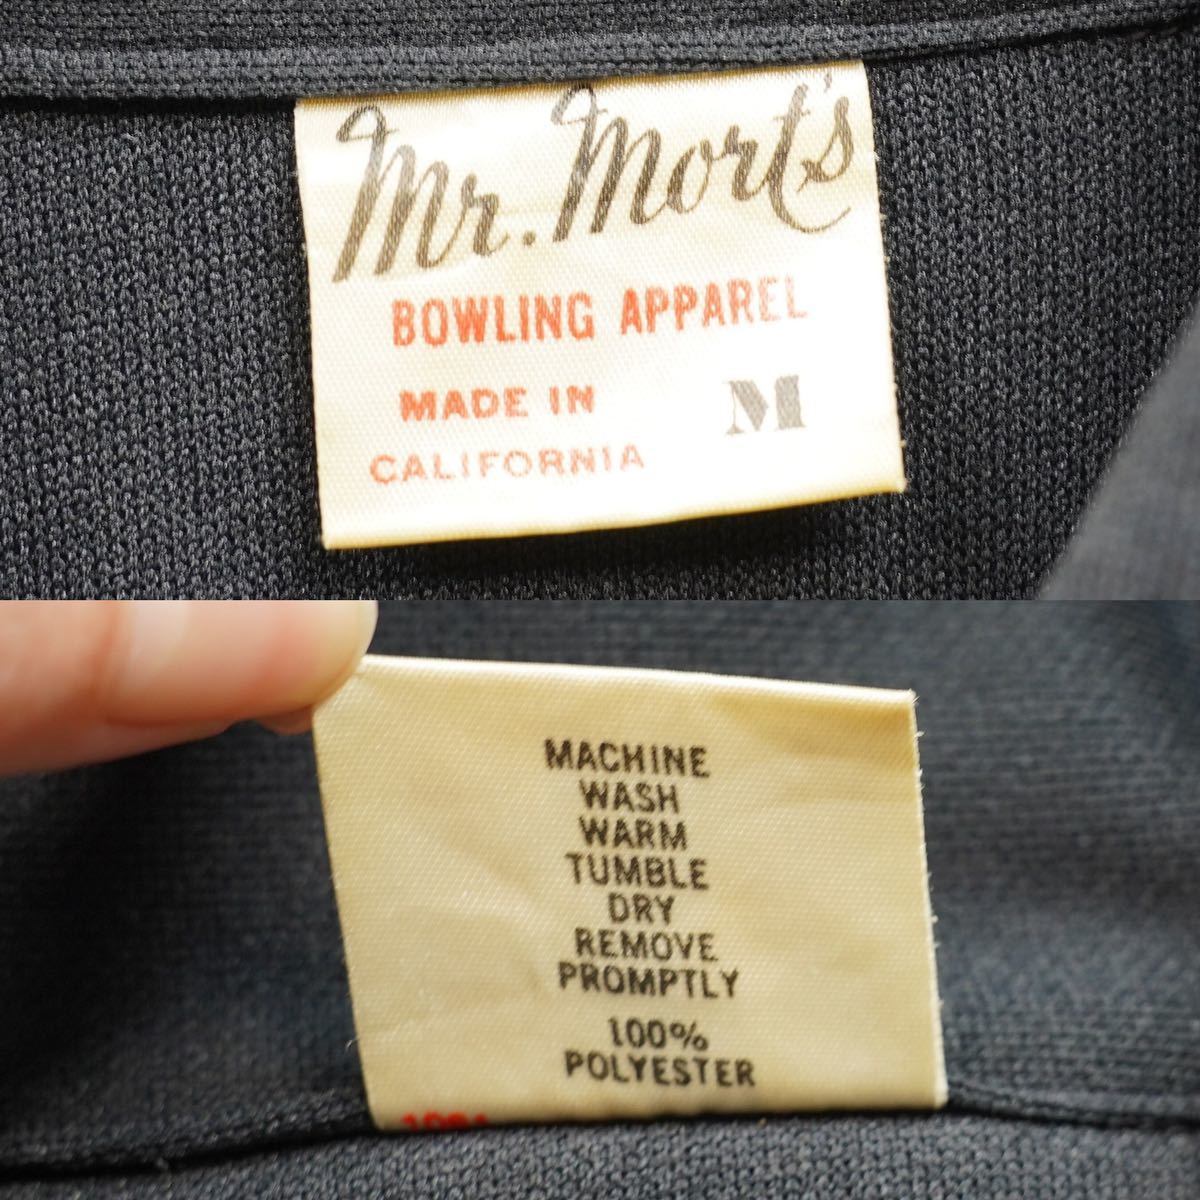 Mr. Mort's
BOWLING APPAREL
MADE IN
CALIFORNIA
M
MACHINE
WASH
WARM
TUMBLE
DRY
REMOVE
PROMPTLY
100%
POLYESTER